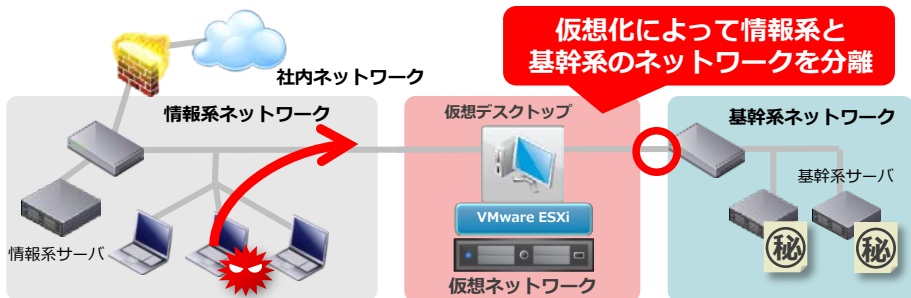 仮想化によって情報系と
基幹系のネットワークを分離
社内ネットワーク
情報系ネットワーク
仮想デスクトップ
基幹系ネットワーク
基幹系サーバ
VMware ESXi
情報系サーバ
仮想ネットワーク
㊙
㊙